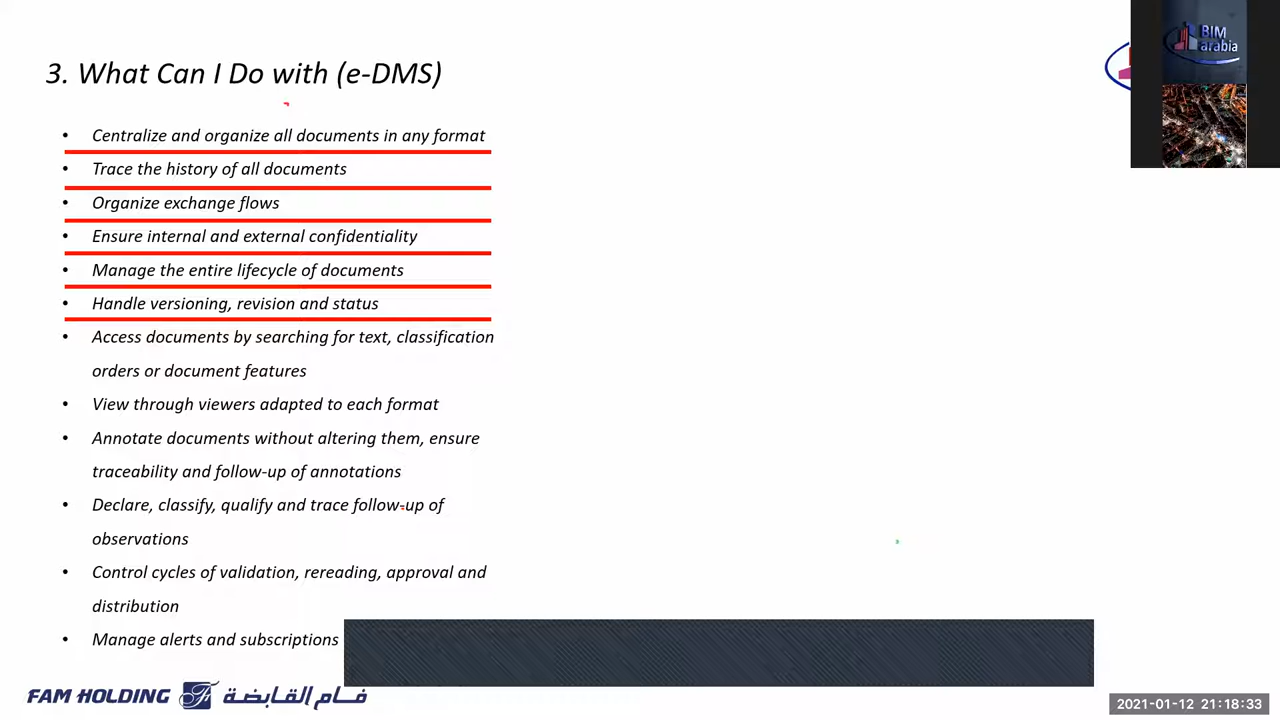 3. What Can I Do with (e-DMS)
BIM
arabia
• Centralize and organize all documents in any format
• Trace the history of all documents
• Organize exchange flows
• Ensure internal and external confidentiality
• Manage the entire lifecycle of documents
• Handle versioning, revision and status
• Access documents by searching for text, classification
orders or document features
• View through viewers adapted to each format
• Annotate documents without altering them, ensure
traceability and follow-up of annotations
• Declare, classify, qualify and trace follow-up of
observations
• Control cycles of validation, rereading, approval and
distribution
• Manage alerts and subscriptions
FAM HOLDING فام القابضة
2021-01-12 21:18:33